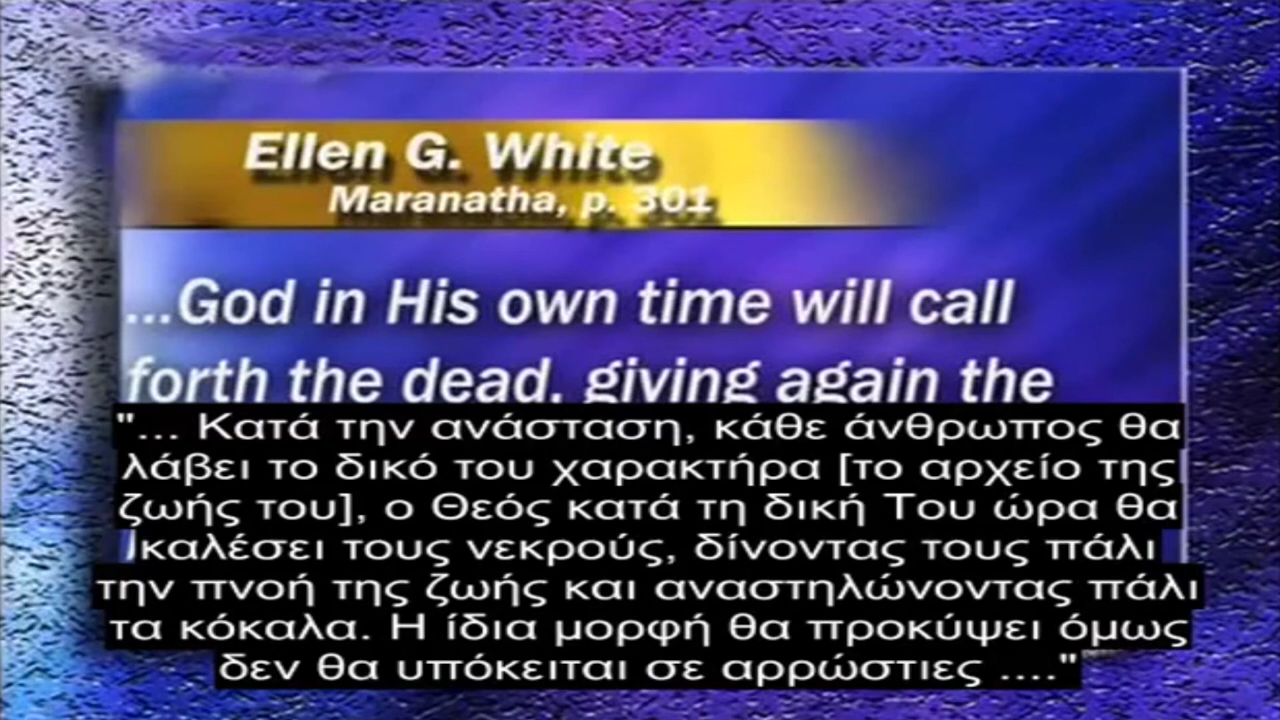 Ellen G. White
Maranatha, p. 301
...God in His own time will call
forth the dead, giving again the
"... Κατά την ανάσταση, κάθε άνθρωπος θα
λάβει το δικό του χαρακτήρα [το αρχείο της
ζωής του], ο Θεός κατά τη δική Του ώρα θα
καλέσει τους νεκρούς, δίνοντας τους πάλι
την πνοή της ζωής και αναστηλώνοντας πάλι
τα κόκαλα. Η ίδια μορφή θα προκύψει όμως
δεν θα υπόκειται σε αρρώστιες ...."